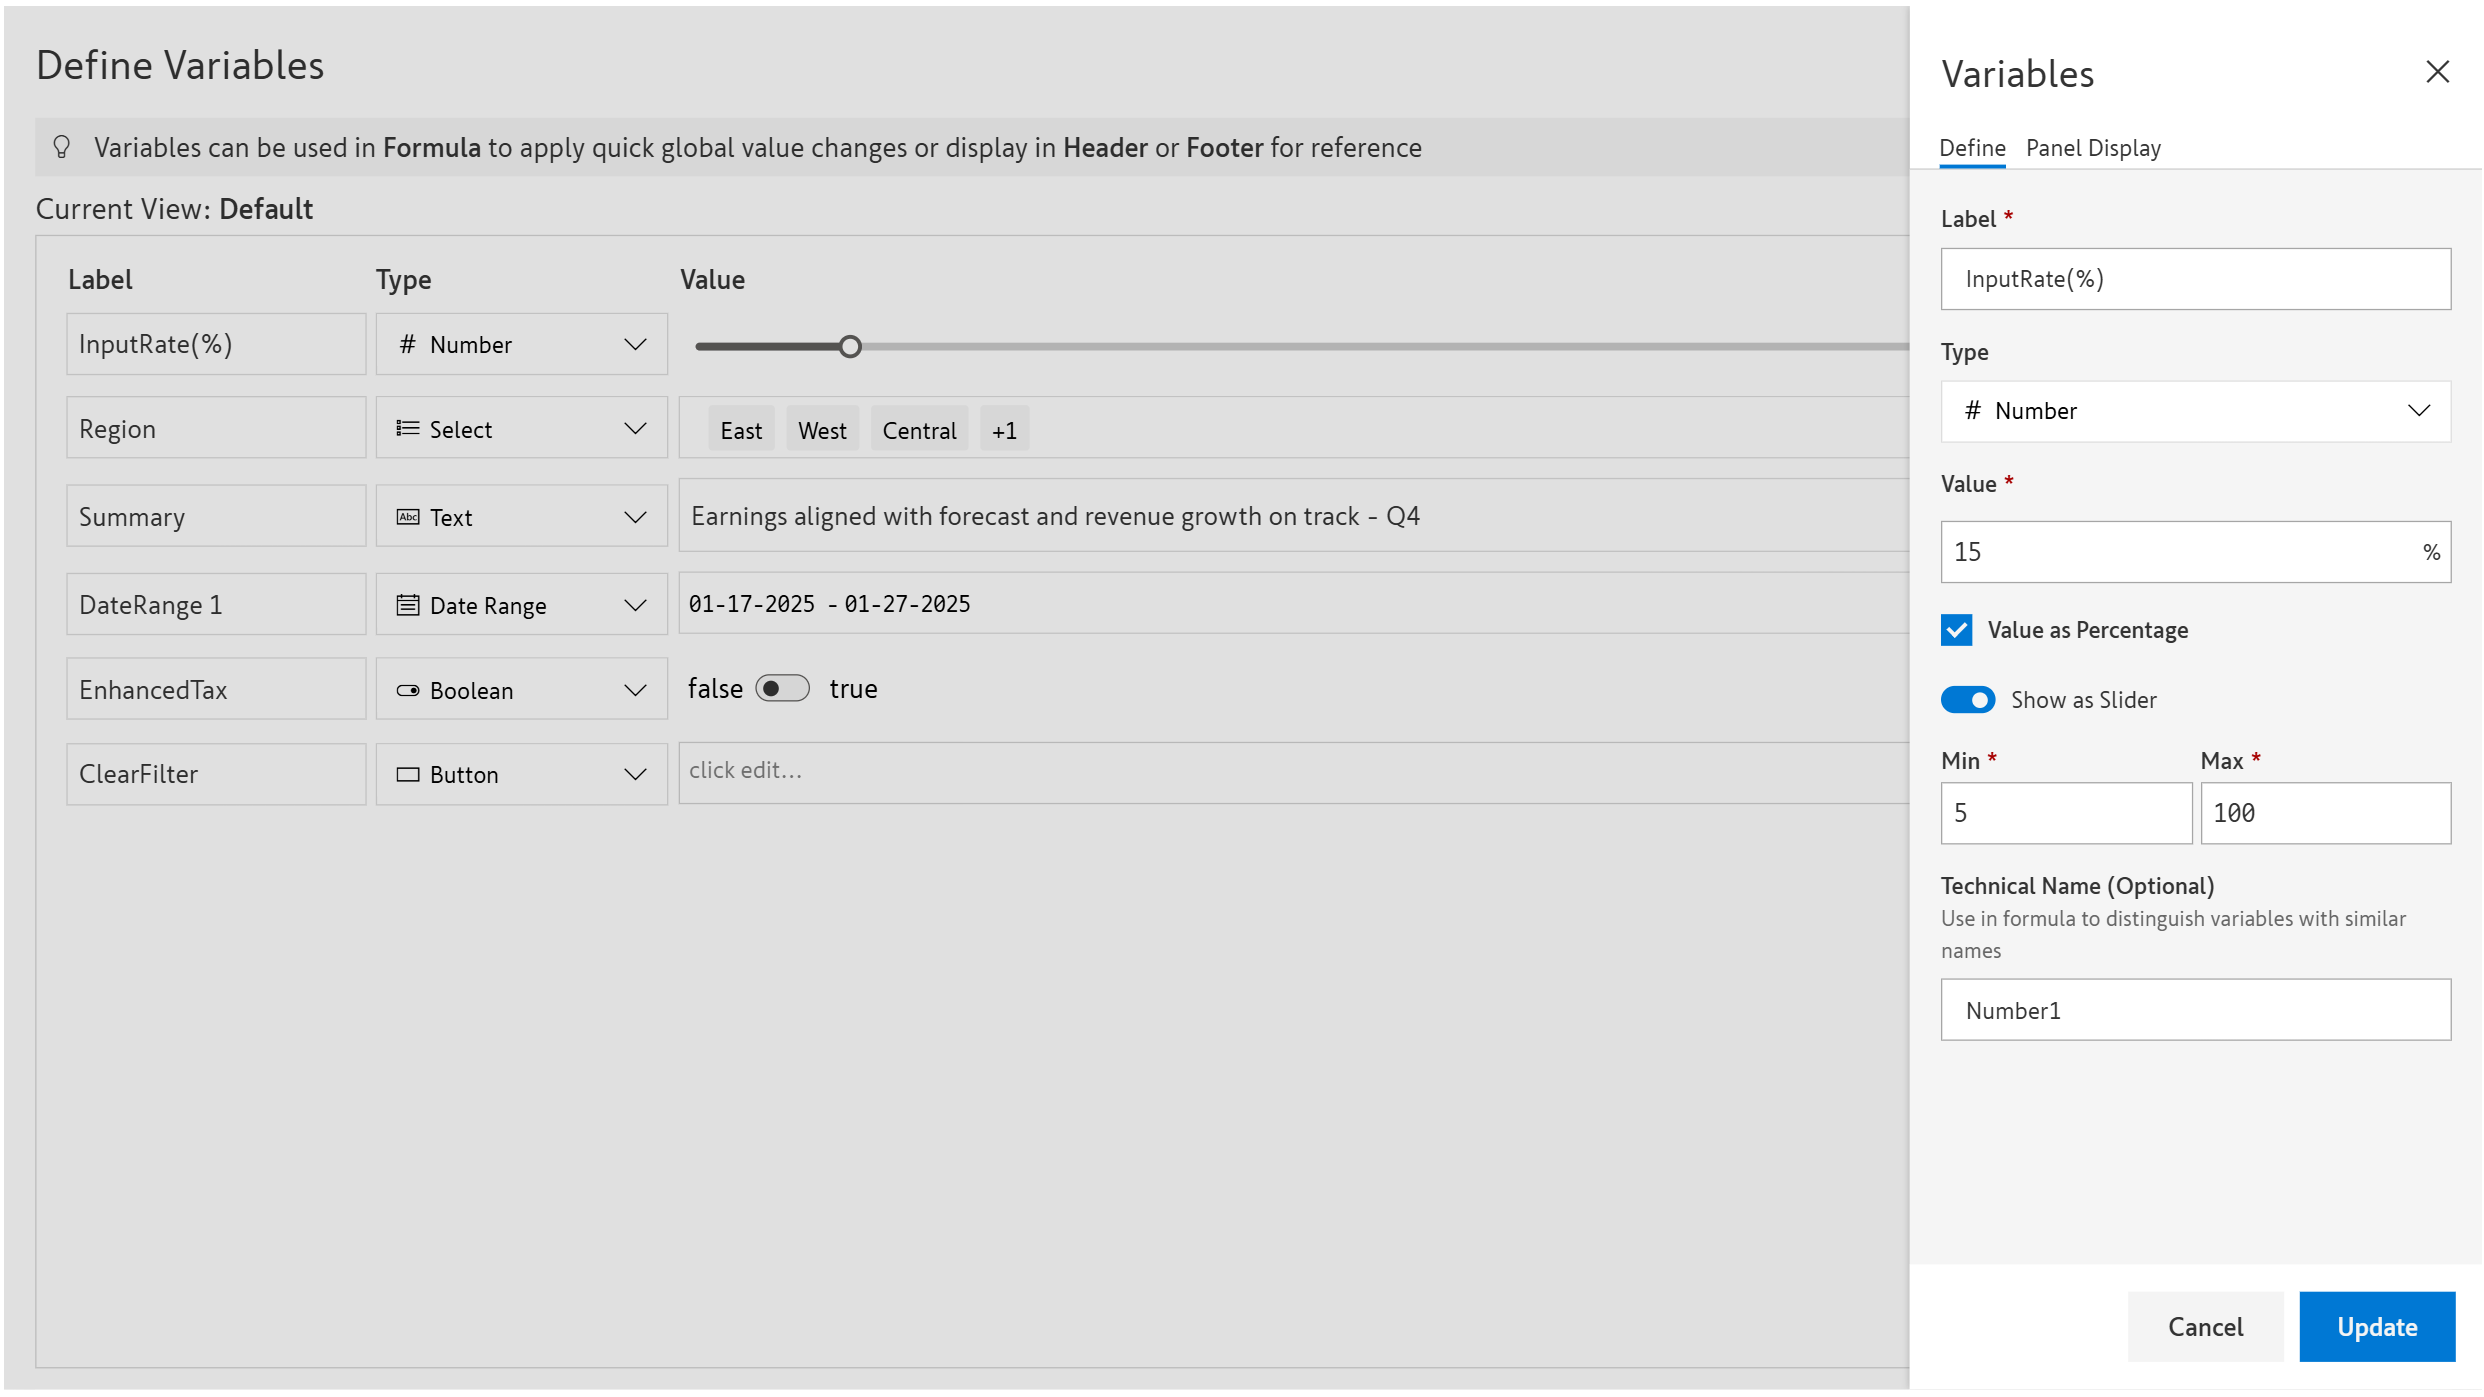 Define Variables
Variables can be used in Formula to apply quick global value changes or display in Header or Footer for reference
Current View: Default
Label Type Value
InputRate(%) # Number
Region Select East West Central +1
Summary Abc Text Earnings aligned with forecast and revenue growth on track - Q4
DateRange 1 Date Range 01-17-2025 - 01-27-2025
EnhancedTax Boolean false true
ClearFilter Button click edit...
Variables
Define Panel Display
Label *
InputRate(%)
Type
# Number
Value *
15 %
Value as Percentage
Show as Slider
Min * Max *
5 100
Technical Name (Optional)
Use in formula to distinguish variables with similar
names
Number1
Cancel Update